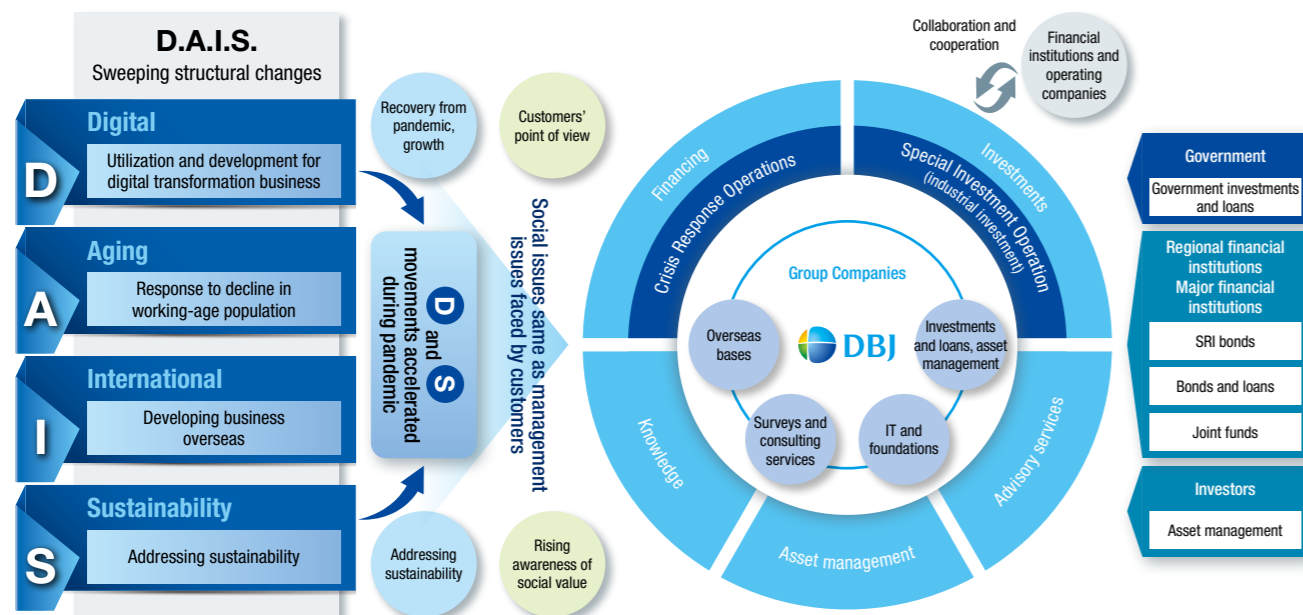 D.A.I.S.
Sweeping structural changes
D
Digital
Utilization and development for
digital transformation business
A
Aging
Response to decline in
working-age population
I
International
Developing business
overseas
S
Sustainability
Addressing sustainability
Recovery from
pandemic,
growth
Customers'
point of view
D and S
movements accelerated
during pandemic
Social issues same as management
issues faced by customers
Addressing
sustainability
Rising
awareness of
social value
Collaboration and
cooperation
Financial
institutions and
operating
companies
Financing
Crisis Response Operations
Investments
Special Investment Operation
(industrial investment)
Group Companies
DBJ
Overseas
bases
Investments
and loans, asset
management
Surveys and
consulting
services
IT and
foundations
Knowledge
Asset management
Advisory services
Government
Government investments
and loans
Regional financial
institutions
Major financial
institutions
SRI bonds
Bonds and loans
Joint funds
Investors
Asset management